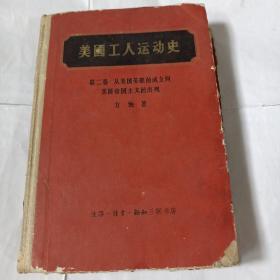 美國工人运动史
第二卷 从美国劳联的成立到
美国帝国主义的出现
方纳 著
生活·讀书·新知三联书店